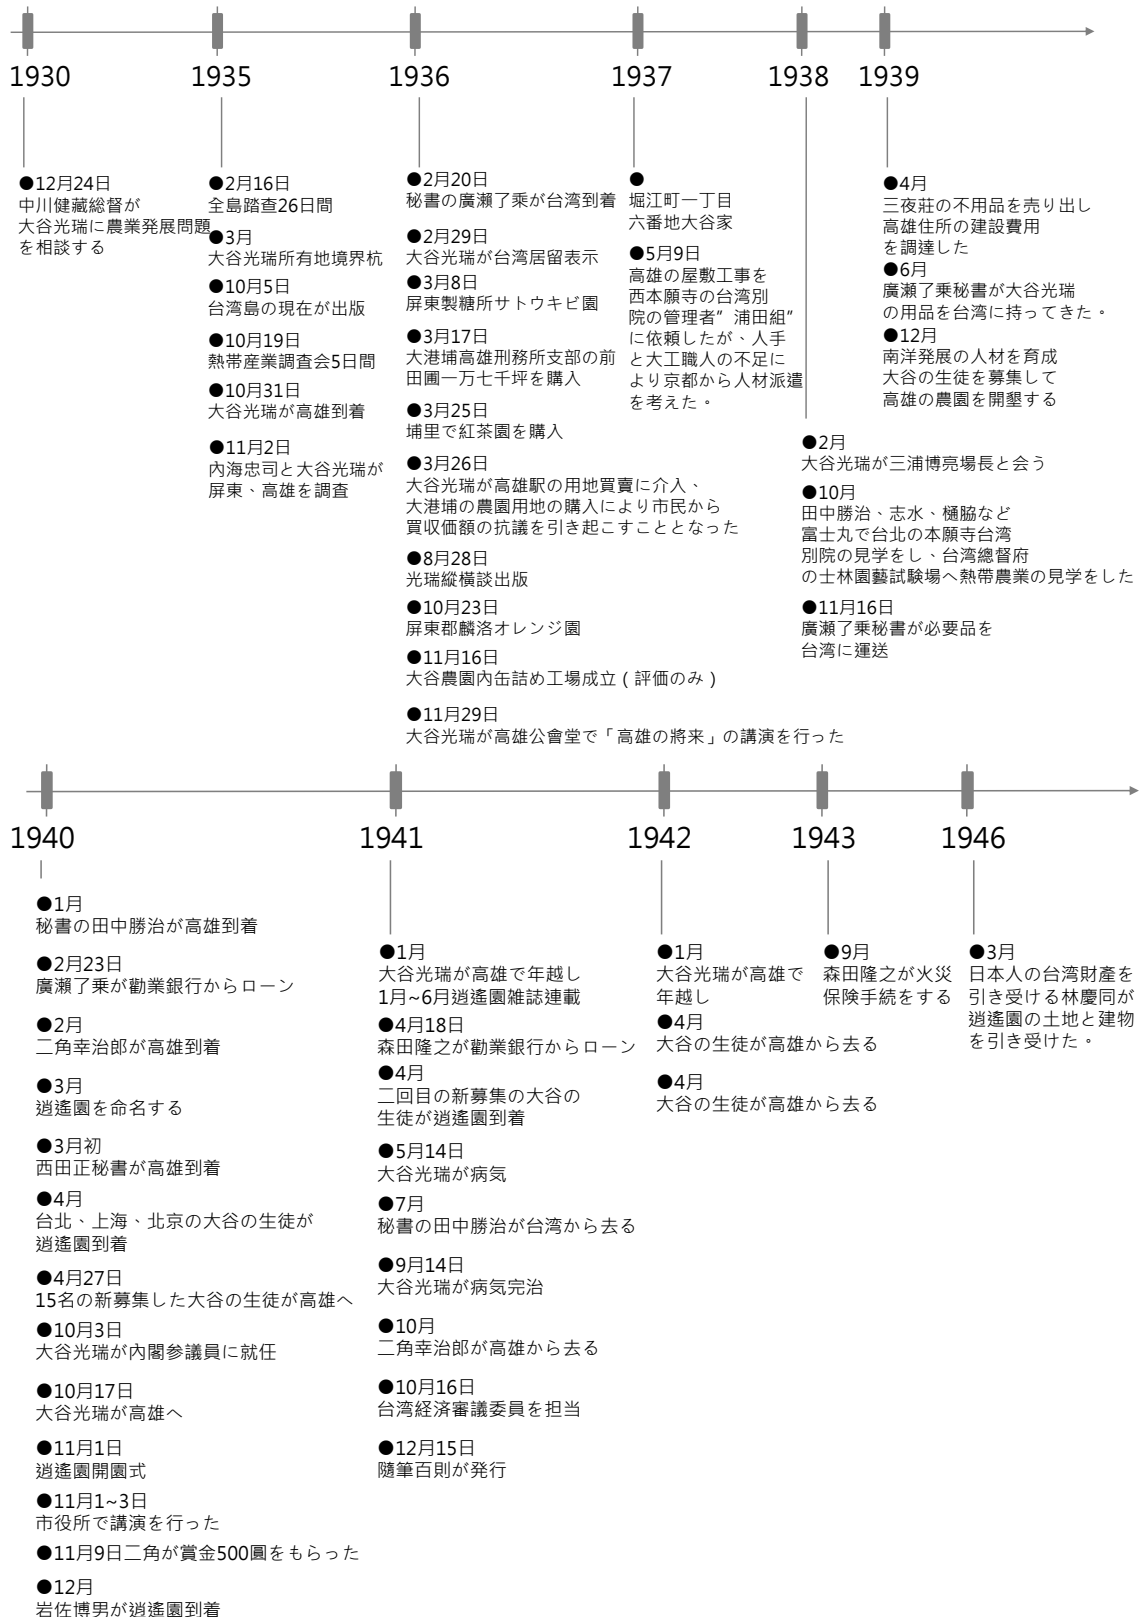 1930
1935
1936
1937
1938
1939
●12月24日
中川健藏総督が
大谷光瑞に農業発展問題
を相談する
●2月16日
全島踏查26日間
●3月
大谷光瑞所有地境界杭
●10月5日
台湾島の現在が出版
●10月19日
熱帯産業調査会5日間
●10月31日
大谷光瑞が高雄到着
●11月2日
內海忠司と大谷光瑞が
屏東、高雄を調査
●2月20日
秘書の廣瀬了乗が台湾到着
●2月29日
大谷光瑞が台湾居留表示
●3月8日
屏東製糖所サトウキビ園
●3月17日
大港埔高雄刑務所支部の前
田圃一万七千坪を購入
●3月25日
埔里で紅茶園を購入
●3月26日
大谷光瑞が高雄駅の用地買賣に介入、
大港埔の農園用地の購入により市民から
買収価額の抗議を引き起こすこととなった
●8月28日
光瑞縱橫談出版
●10月23日
屏東郡麟洛オレンジ園
●11月16日
大谷農園內缶詰め工場成立(評価のみ)
●11月29日
大谷光瑞が高雄公會堂で「高雄の將来」の講演を行った
●
堀江町一丁目
六番地大谷家
●5月9日
高雄の屋敷工事を
西本願寺の台湾別
院の管理者”浦田組”
に依頼したが、人手
と大工職人の不足に
より京都から人材派遣
を考えた。
●2月
大谷光瑞が三浦博亮場長と会う
●10月
田中勝治、志水、樋脇など
富士丸で台北の本願寺台湾
別院の見学をし、台湾總督府
の士林園藝試験場へ熱帶農業の見学をした
●11月16日
廣瀬了乗秘書が必要品を
台湾に運送
●4月
三夜荘の不用品を売り出し
高雄住所の建設費用
を調達した
●6月
廣瀬了乗秘書が大谷光瑞
の用品を台湾に持ってきた。
●12月
南洋発展の人材を育成
大谷の生徒を募集して
高雄の農園を開墾する
1940
1941
1942
1943
1946
●1月
秘書の田中勝治が高雄到着
●2月23日
廣瀬了乗が勸業銀行からローン
●2月
二角幸治郎が高雄到着
●3月
逍遙園を命名する
●3月初
西田正秘書が高雄到着
●4月
台北、上海、北京の大谷の生徒が
逍遙園到着
●4月27日
15名の新募集した大谷の生徒が高雄へ
●10月3日
大谷光瑞が內閣参議員に就任
●10月17日
大谷光瑞が高雄へ
●11月1日
逍遙園開園式
●11月1~3日
市役所で講演を行った
●11月9日二角が賞金500圓をもらった
●12月
岩佐博男が逍遙園到着
●1月
大谷光瑞が高雄で年越し
1月~6月逍遙園雑誌連載
●4月18日
森田隆之が勸業銀行からローン
●4月
二回目の新募集の大谷の
生徒が逍遙園到着
●5月14日
大谷光瑞が病気
●7月
秘書の田中勝治が台湾から去る
●9月14日
大谷光瑞が病気完治
●10月
二角幸治郎が高雄から去る
●10月16日
台湾経済審議委員を担当
●12月15日
隨筆百則が発行
●1月
大谷光瑞が高雄で
年越し
●4月
大谷の生徒が高雄から去る
●4月
大谷の生徒が高雄から去る
●9月
森田隆之が火災
保険手続をする
●3月
日本人の台湾財産を
引き受ける林慶同が
逍遙園の土地と建物
を引き受けた。